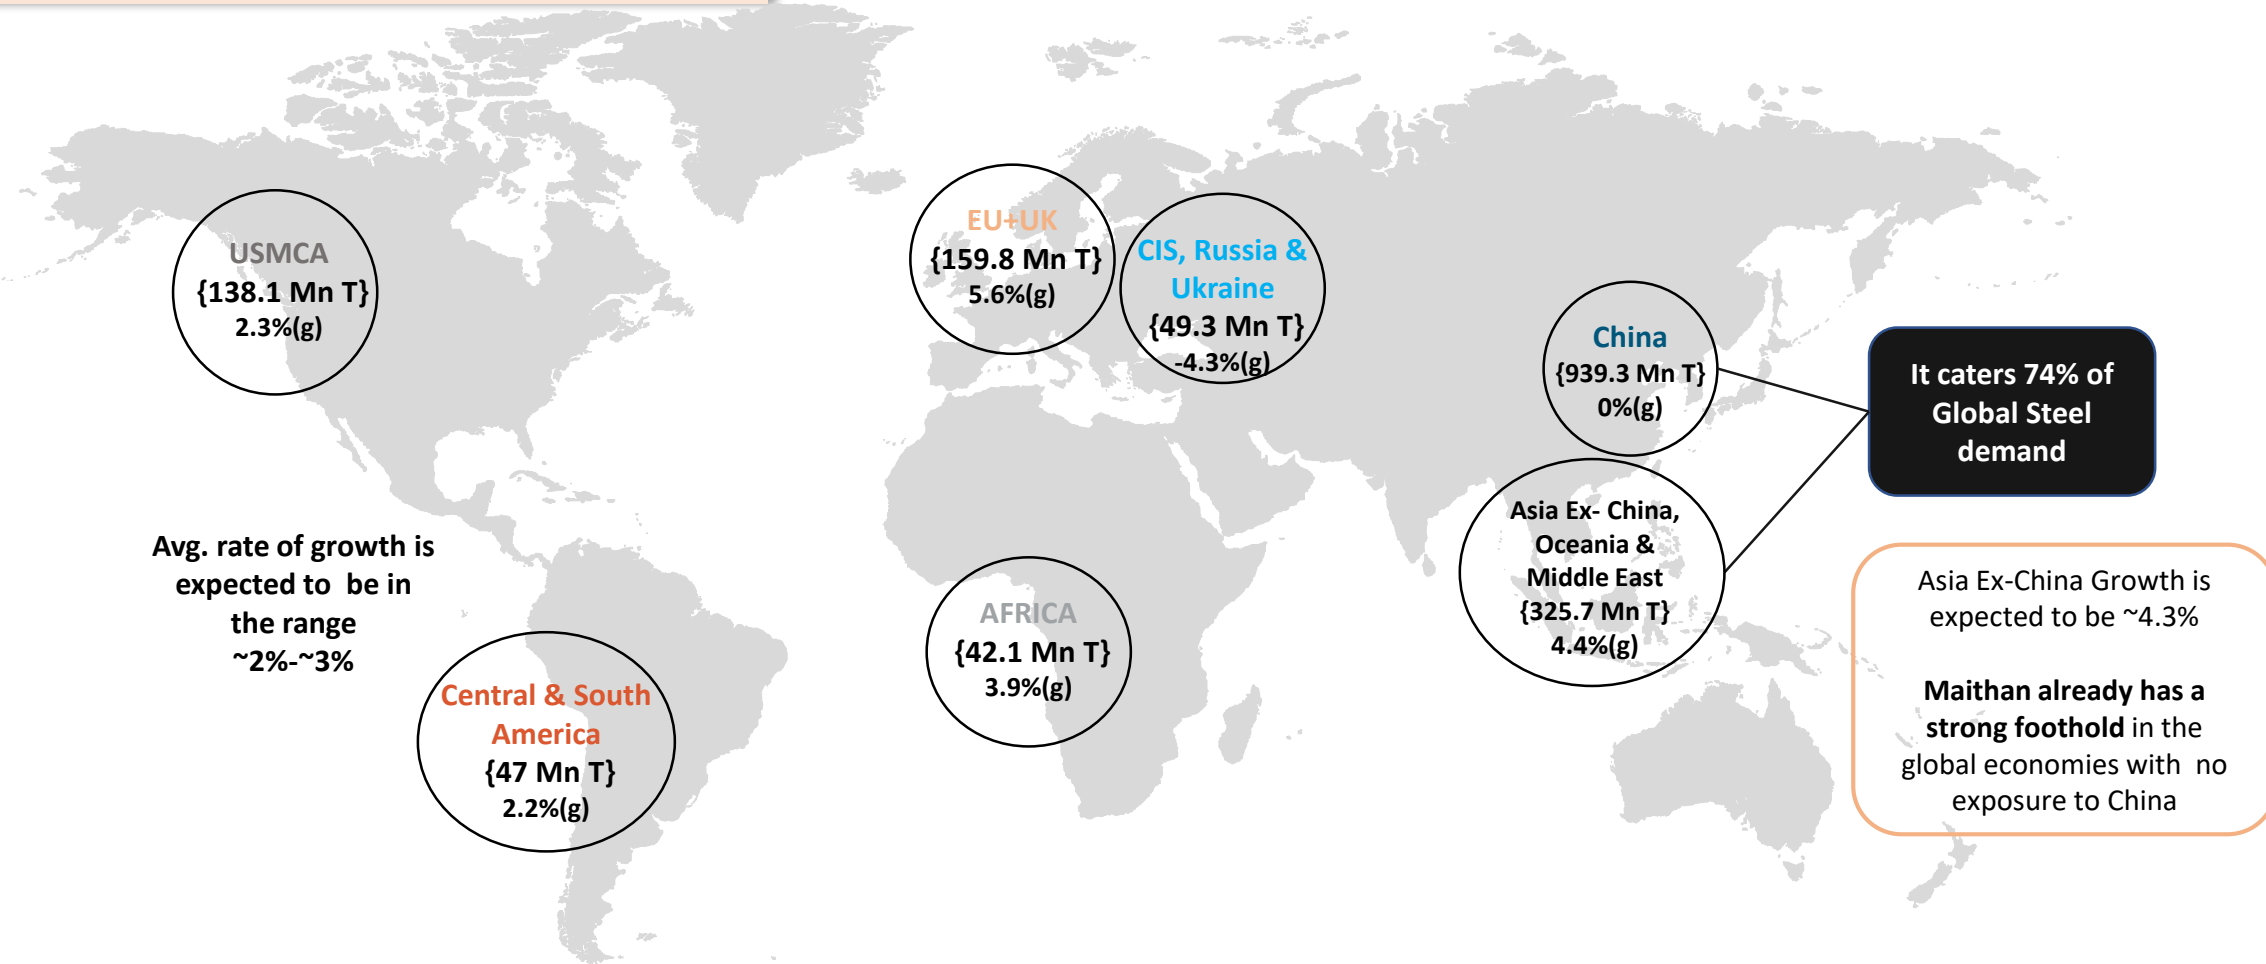 USMCA
{138.1 Mn T}
2.3%(g)
EU+UK
{159.8 Mn T}
5.6%(g)
CIS, Russia &
Ukraine
{49.3 Mn T}
-4.3%(g)
China
{939.3 Mn T}
0%(g)
It caters 74% of
Global Steel
demand
Asia Ex- China,
Oceania &
Middle East
{325.7 Mn T}
4.4%(g)
Avg. rate of growth is
expected to  be in
the range
~2%-~3%
Central & South
America
{47 Mn T}
2.2%(g)
AFRICA
{42.1 Mn T}
3.9%(g)
Asia Ex-China Growth is
expected to be ~4.3%
Maithan already has a
strong foothold in the
global economies with  no
exposure to China